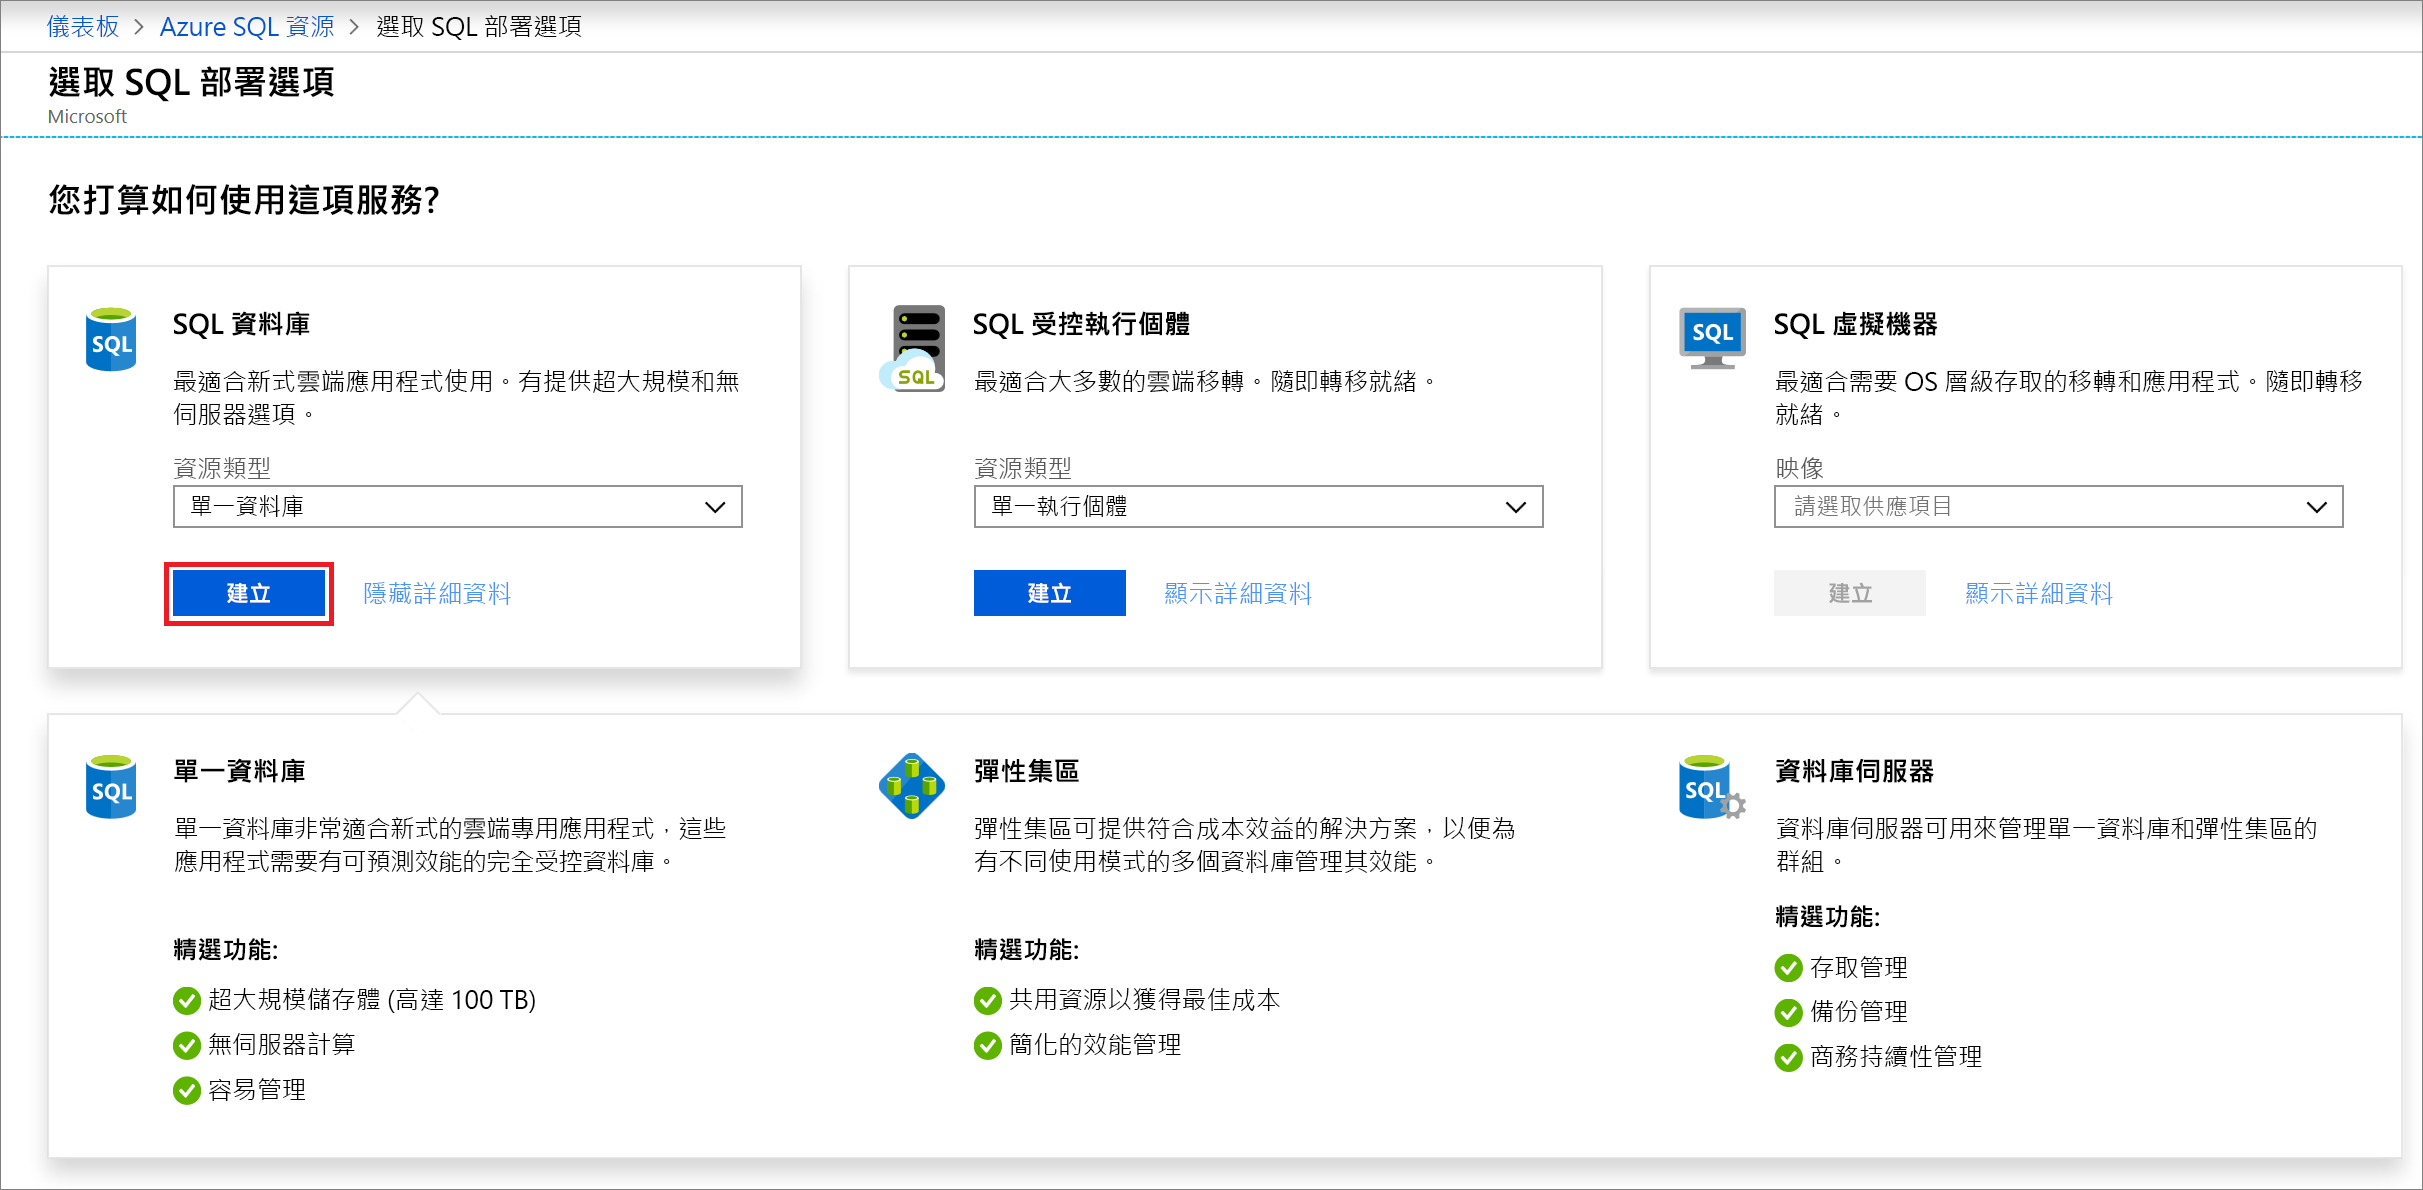 儀表板 > Azure SQL 資源 > 選取 SQL 部署選項
選取 SQL 部署選項
Microsoft
您打算如何使用這項服務?
SQL
SQL 資料庫
最適合新式雲端應用程式使用。有提供超大規模和無
伺服器選項。
資源類型
單一資料庫
建立
隱藏詳細資料
SQL
SQL 受控執行個體
最適合大多數的雲端移轉。隨即轉移就緒。
資源類型
單一執行個體
建立
顯示詳細資料
SQL
SQL 虛擬機器
最適合需要 OS 層級存取的移轉和應用程式。隨即轉移
就緒。
映像
請選取供應項目
建立
顯示詳細資料
SQL
單一資料庫
單一資料庫非常適合新式的雲端專用應用程式，這些
應用程式需要有可預測效能的完全受控資料庫。
精選功能:
超大規模儲存體 (高達 100 TB)
無伺服器計算
容易管理
彈性集區
彈性集區可提供符合成本效益的解決方案，以便為
有不同使用模式的多個資料庫管理其效能。
精選功能:
共用資源以獲得最佳成本
簡化的效能管理
SQL
資料庫伺服器
資料庫伺服器可用來管理單一資料庫和彈性集區的
群組。
精選功能:
存取管理
備份管理
商務持續性管理